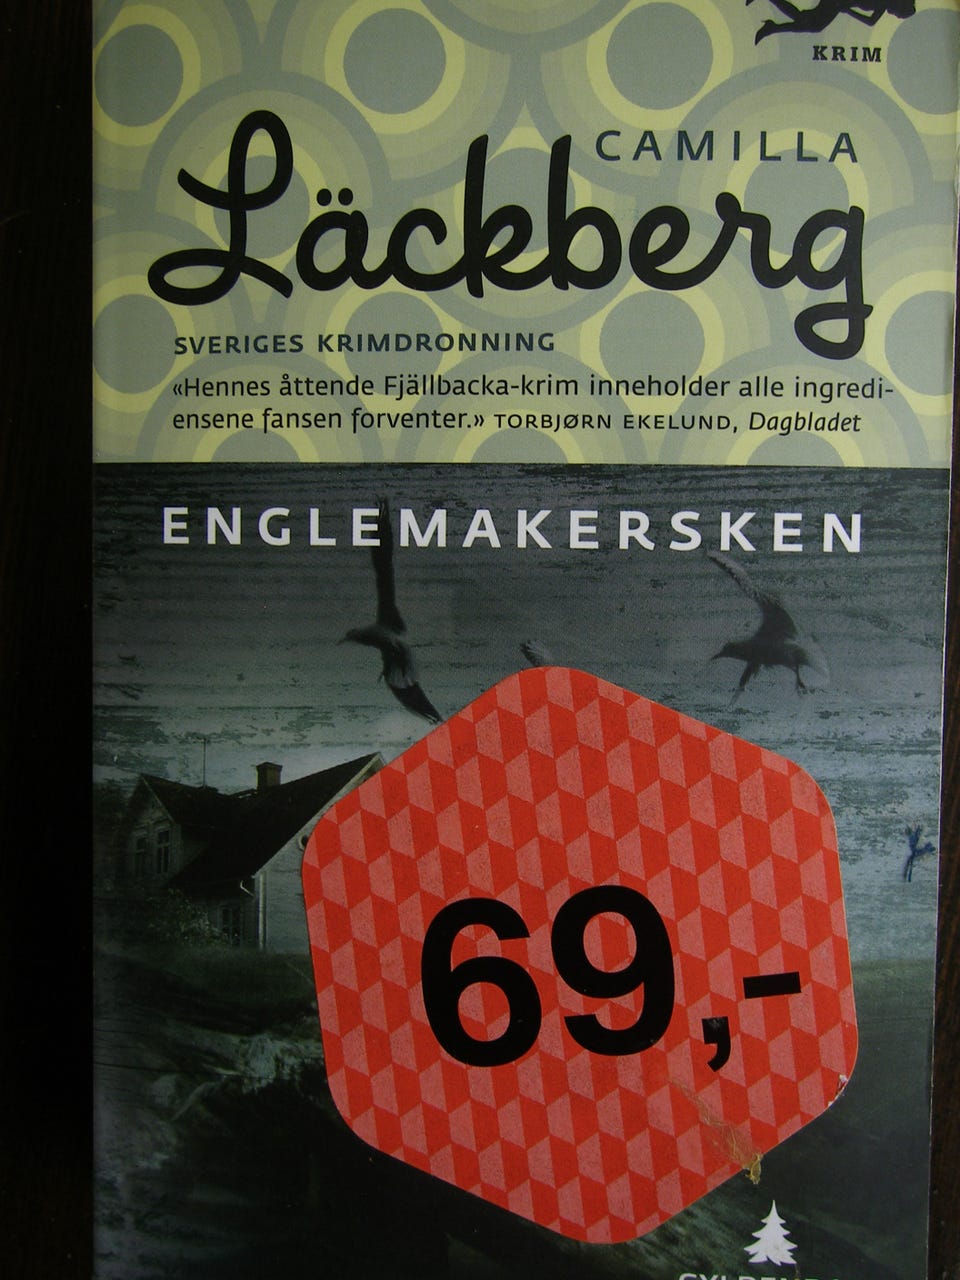 KRIM
CAMILLA
Läckberg
SVERIGES KRIMDRONNING
«Hennes åttende Fjällbacka-krim inneholder alle ingredi-
ensene fansen forventer.» TORBJØRN EKELUND, Dagbladet
ENGLEMAKERSKEN
69,-